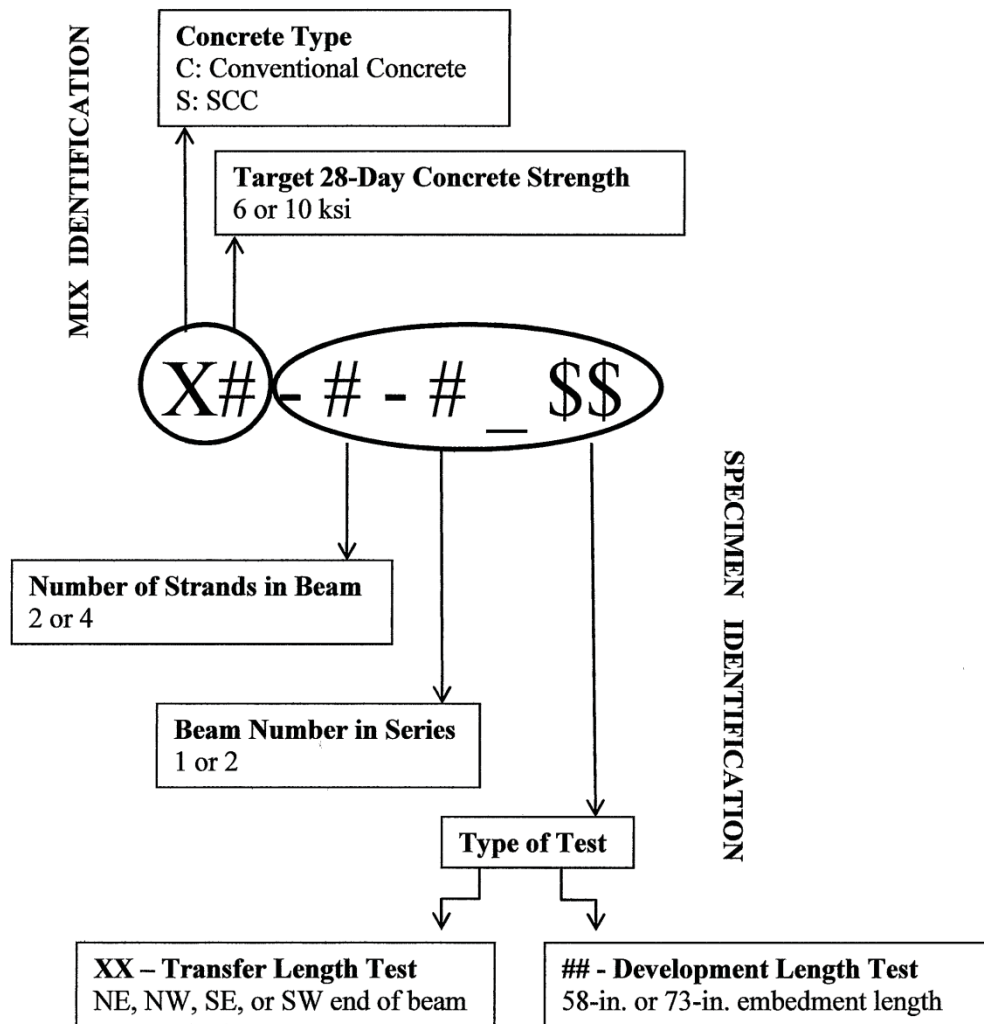 MIX IDENTIFICATION
Concrete Type
C: Conventional Concrete
S: SCC
Target 28-Day Concrete Strength
6 or 10 ksi
X# - # - # _ $$
SPECIMEN IDENTIFICATION
Number of Strands in Beam
2 or 4
Beam Number in Series
1 or 2
Type of Test
XX – Transfer Length Test
NE, NW, SE, or SW end of beam
## - Development Length Test
58-in. or 73-in. embedment length